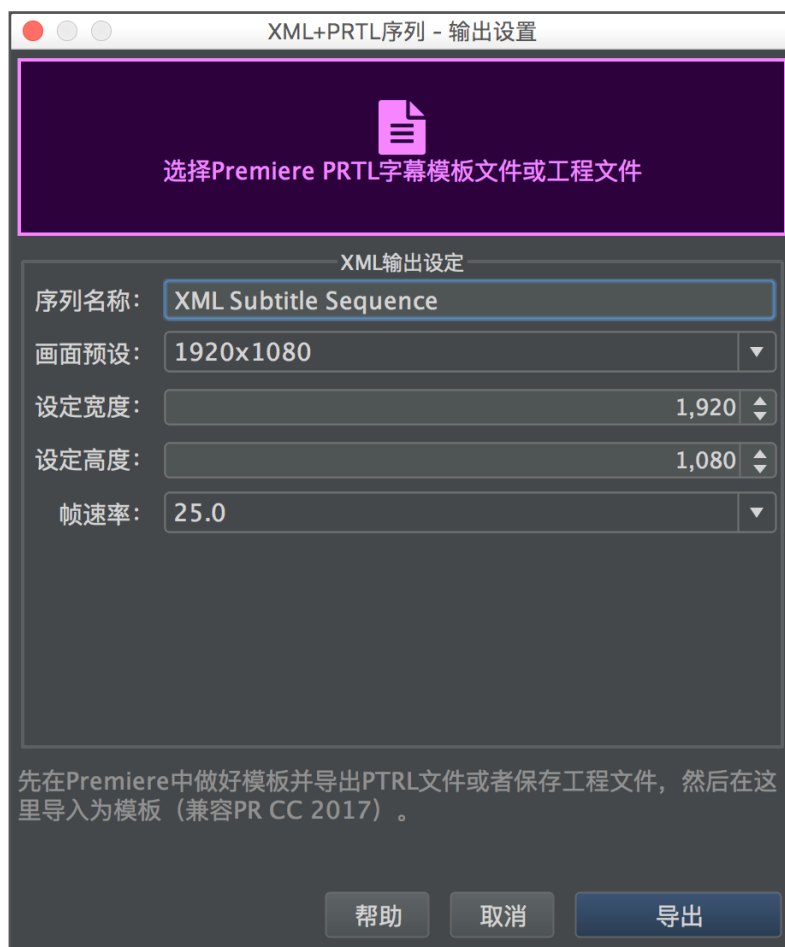 XML+PRTL序列 - 输出设置
选择Premiere PRTL字幕模板文件或工程文件
XML输出设定
序列名称： XML Subtitle Sequence
画面预设： 1920x1080
设定宽度： 1,920
设定高度： 1,080
帧速率： 25.0
先在Premiere中做好模板并导出PTRL文件或者保存工程文件，然后在这
里导入为模板（兼容PR CC 2017）。
帮助 取消 导出